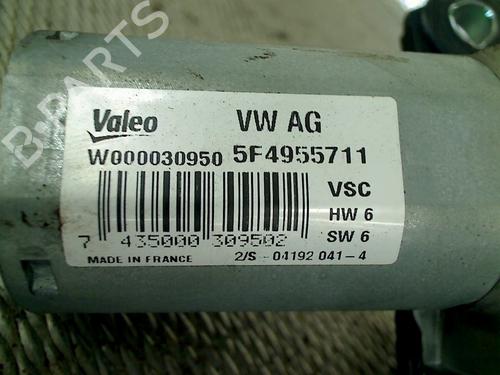 B-PARTS
Valeo VW AG
W000030950 5F4955711
VSC
HW 6
SW 6
7 435000 309502
MADE IN FRANCE 2/S - 04192 041-4